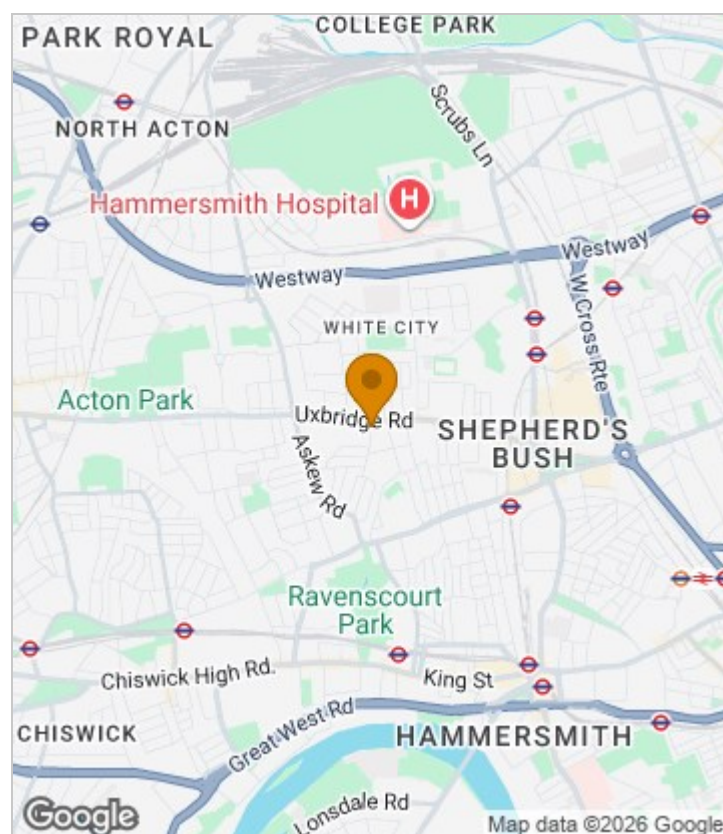 COLLEGE PARK
PARK ROYAL
Scrubs Ln
NORTH ACTON
Hammersmith Hospital
H
Westway
Westway
W Cross Rte
WHITE CITY
Acton Park
Uxbridge Rd
SHEPHERD'S
BUSH
Askew Rd
Ravenscourt
Park
Chiswick High Rd.
King St
CHISWICK
Great West Rd
HAMMERSMITH
Lonsdale Rd
Google
Map data ©2026 Google